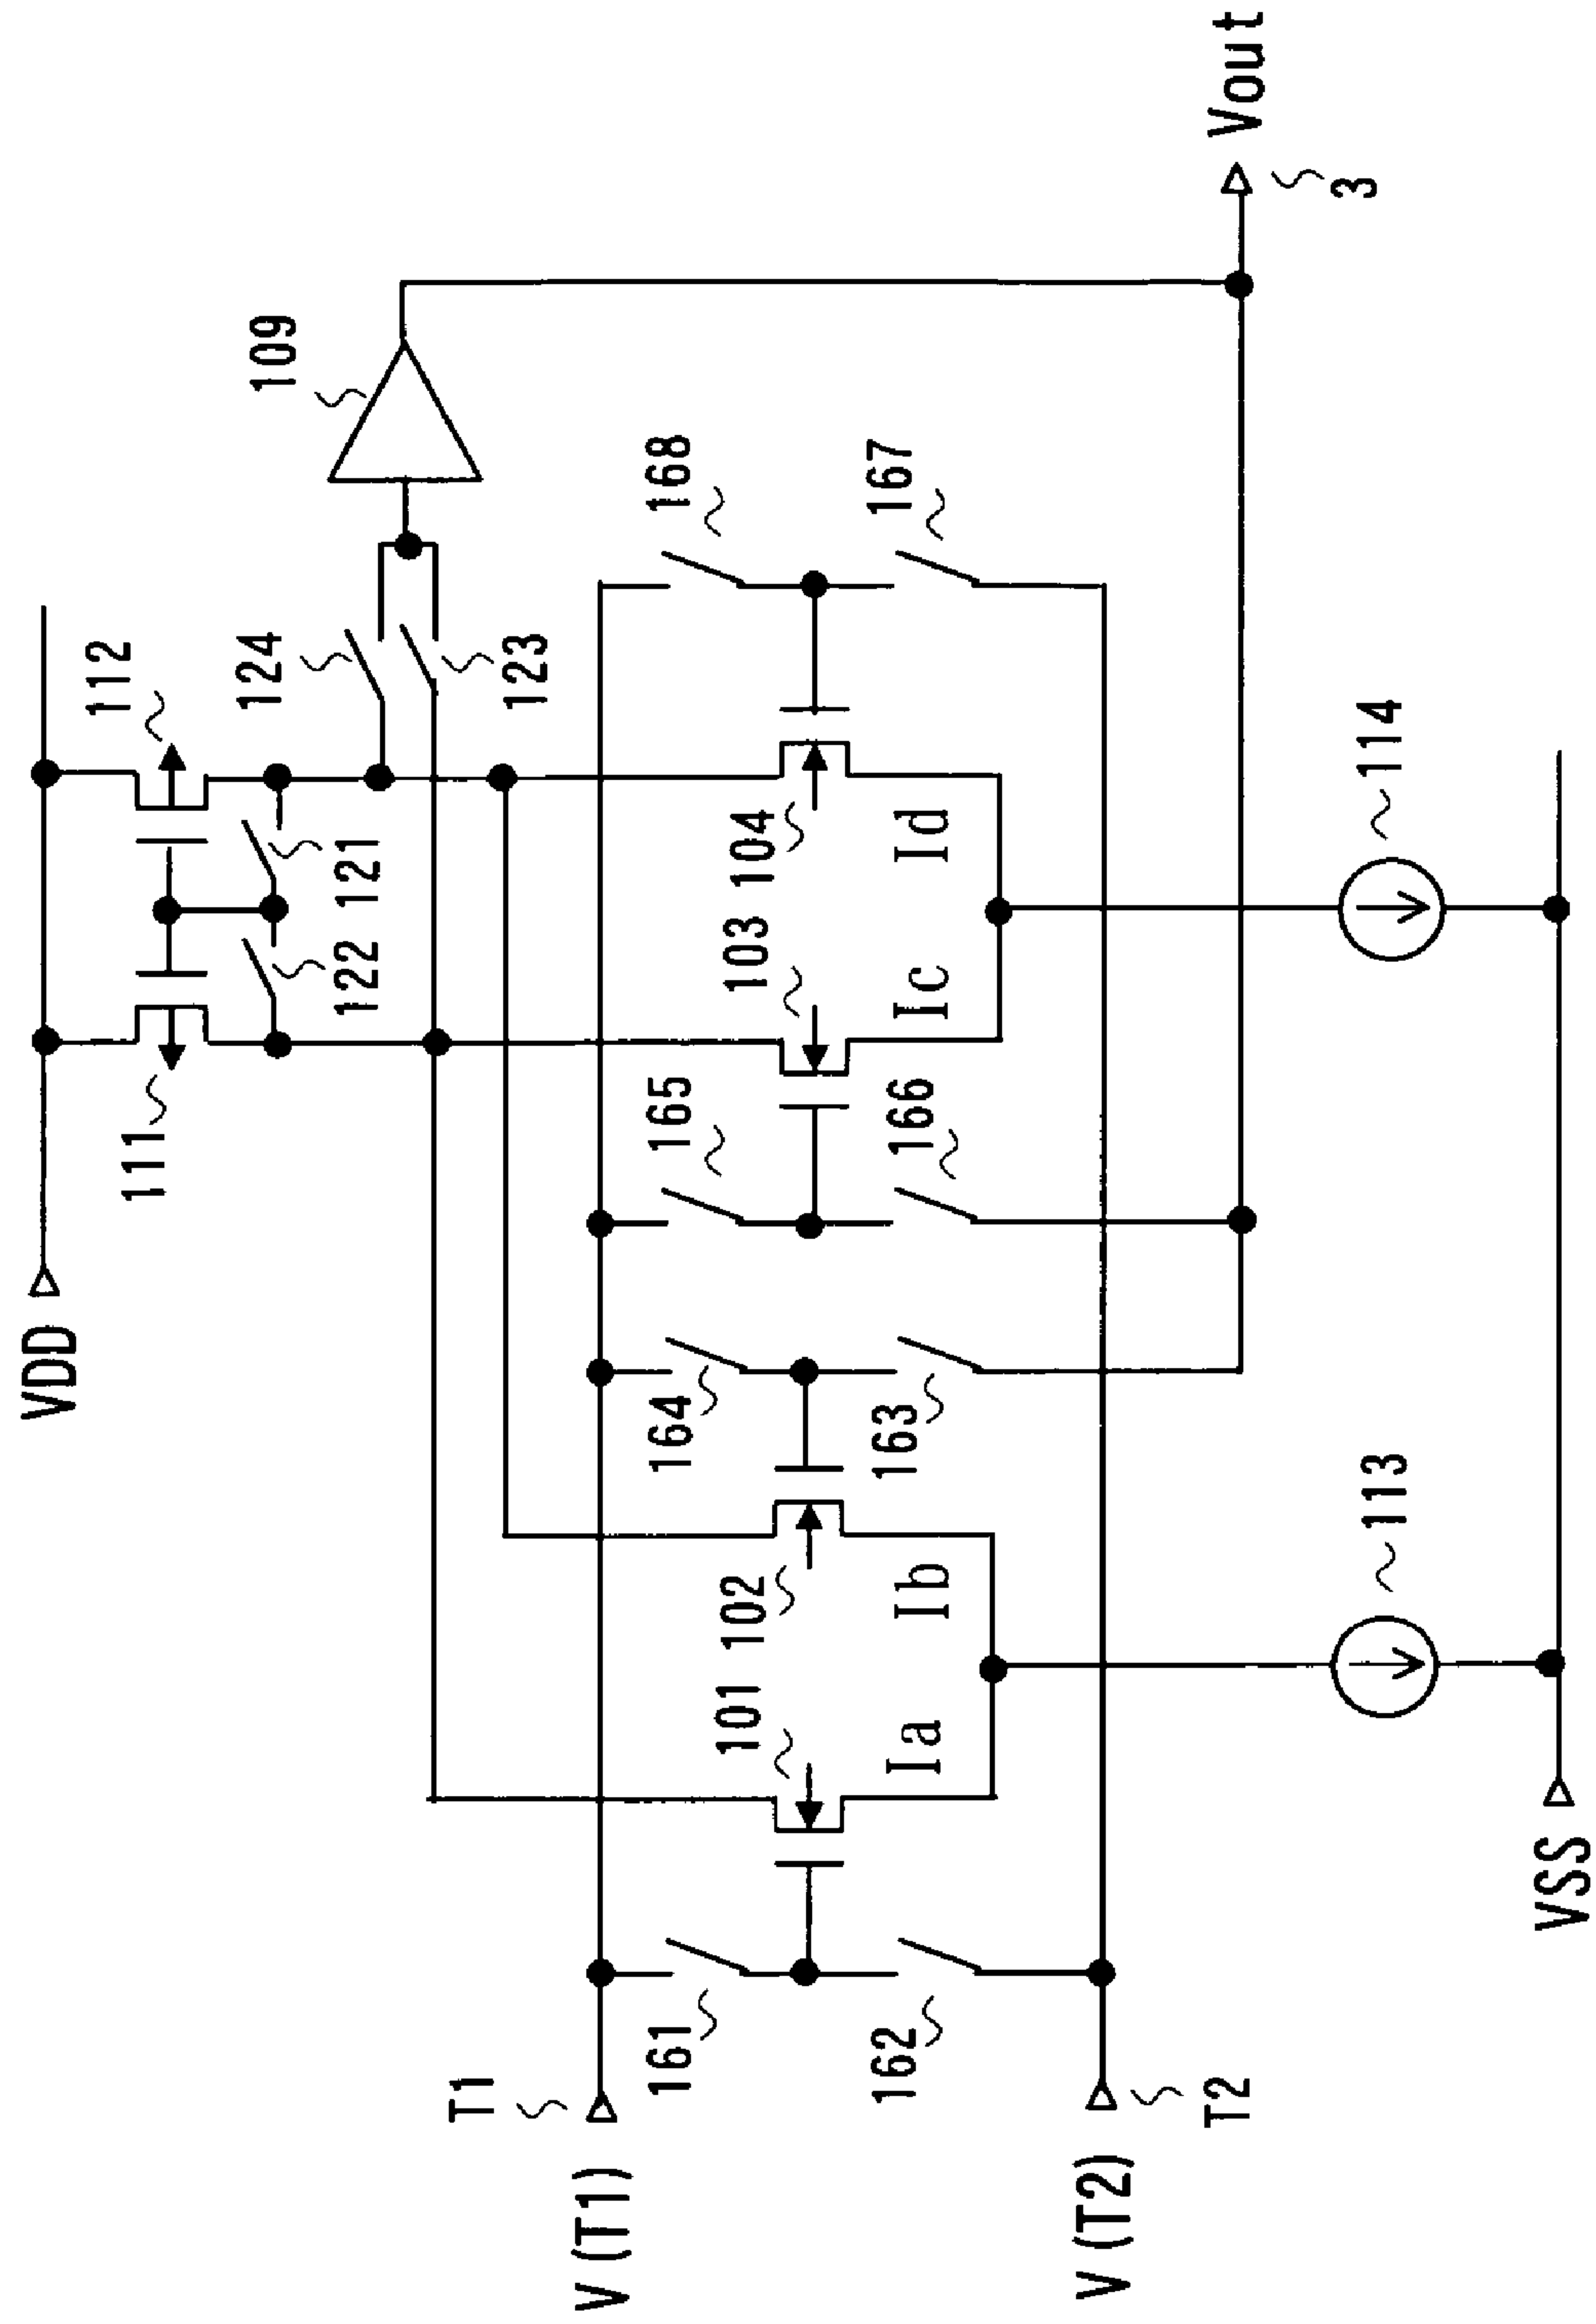 VDD
111
112
122
121
124
123
109
T1
V (T1)
161
164
165
168
101
102
103
104
Ia
Ib
Ic
Id
162
163
166
167
V (T2)
T2
113
114
VSS
Vout
3